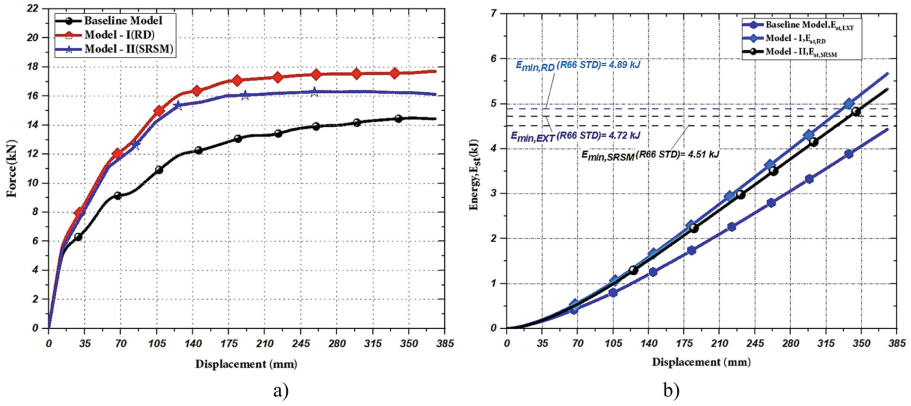 a)
Baseline Model
Model - I(RD)
Model - II(SRSM)
Force(kN)
22
20
18
16
14
12
10
8
6
4
2
0
0 35 70 105 140 175 210 245 280 315 350 385
Displacement (mm)
a)
b)
Baseline Model,Est,EXT
Model - I,Est,RD
Model - II,Est,SRSM
Emin,RD(R66 STD)= 4.89 kJ
Emin,EXT(R66 STD)= 4.72 kJ
Emin,SRSM(R66 STD)= 4.51 kJ
Energy,Est(kJ)
7
6
5
4
3
2
1
0
0 35 70 105 140 175 210 245 280 315 350 385
Displacement (mm)
b)